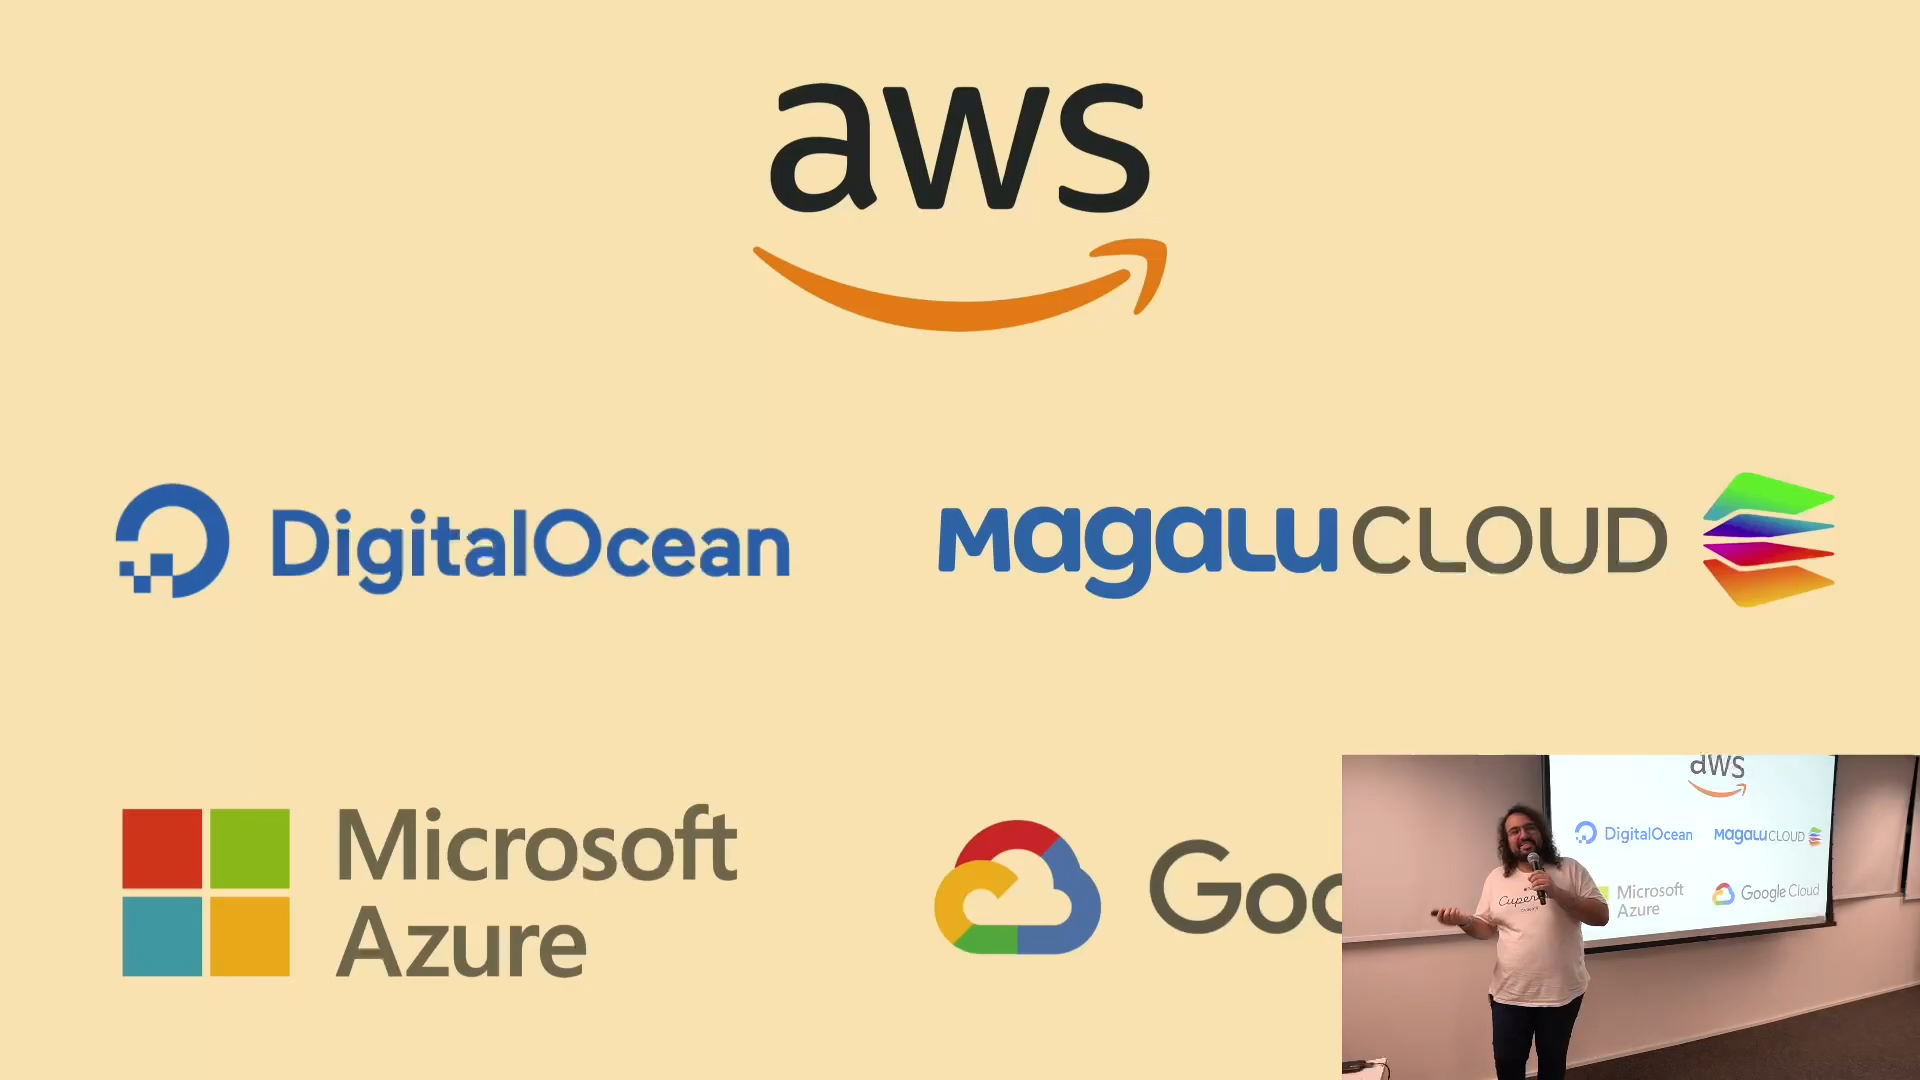 aws
DigitalOcean
MagaLu CLOUD
Microsoft
Azure
Goo
aws
DigitalOcean
MagaLu CLOUD
Microsoft
Azure
Google Cloud